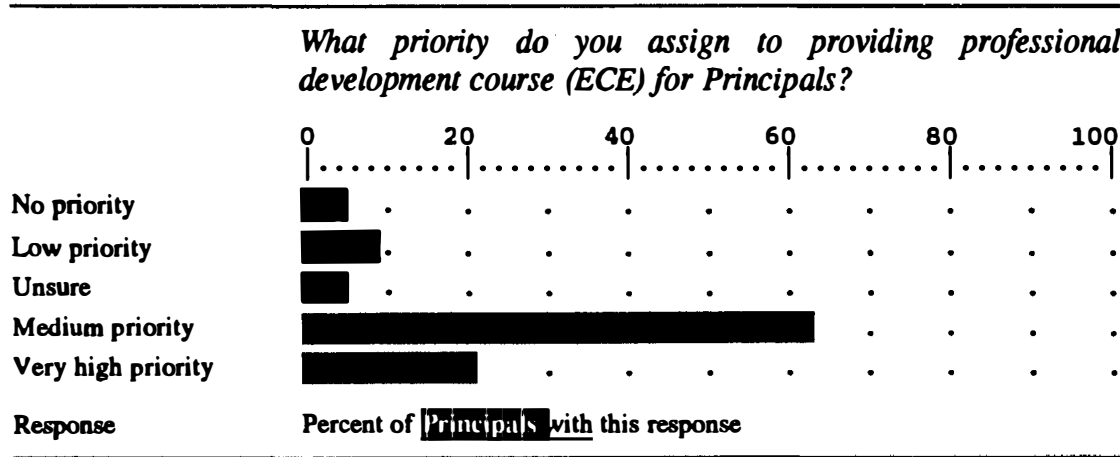 What priority do you assign to providing professional
development course (ECE) for Principals?
0 20 40 60 80 100
No priority
Low priority
Unsure
Medium priority
Very high priority
Response Percent of Principals with this response